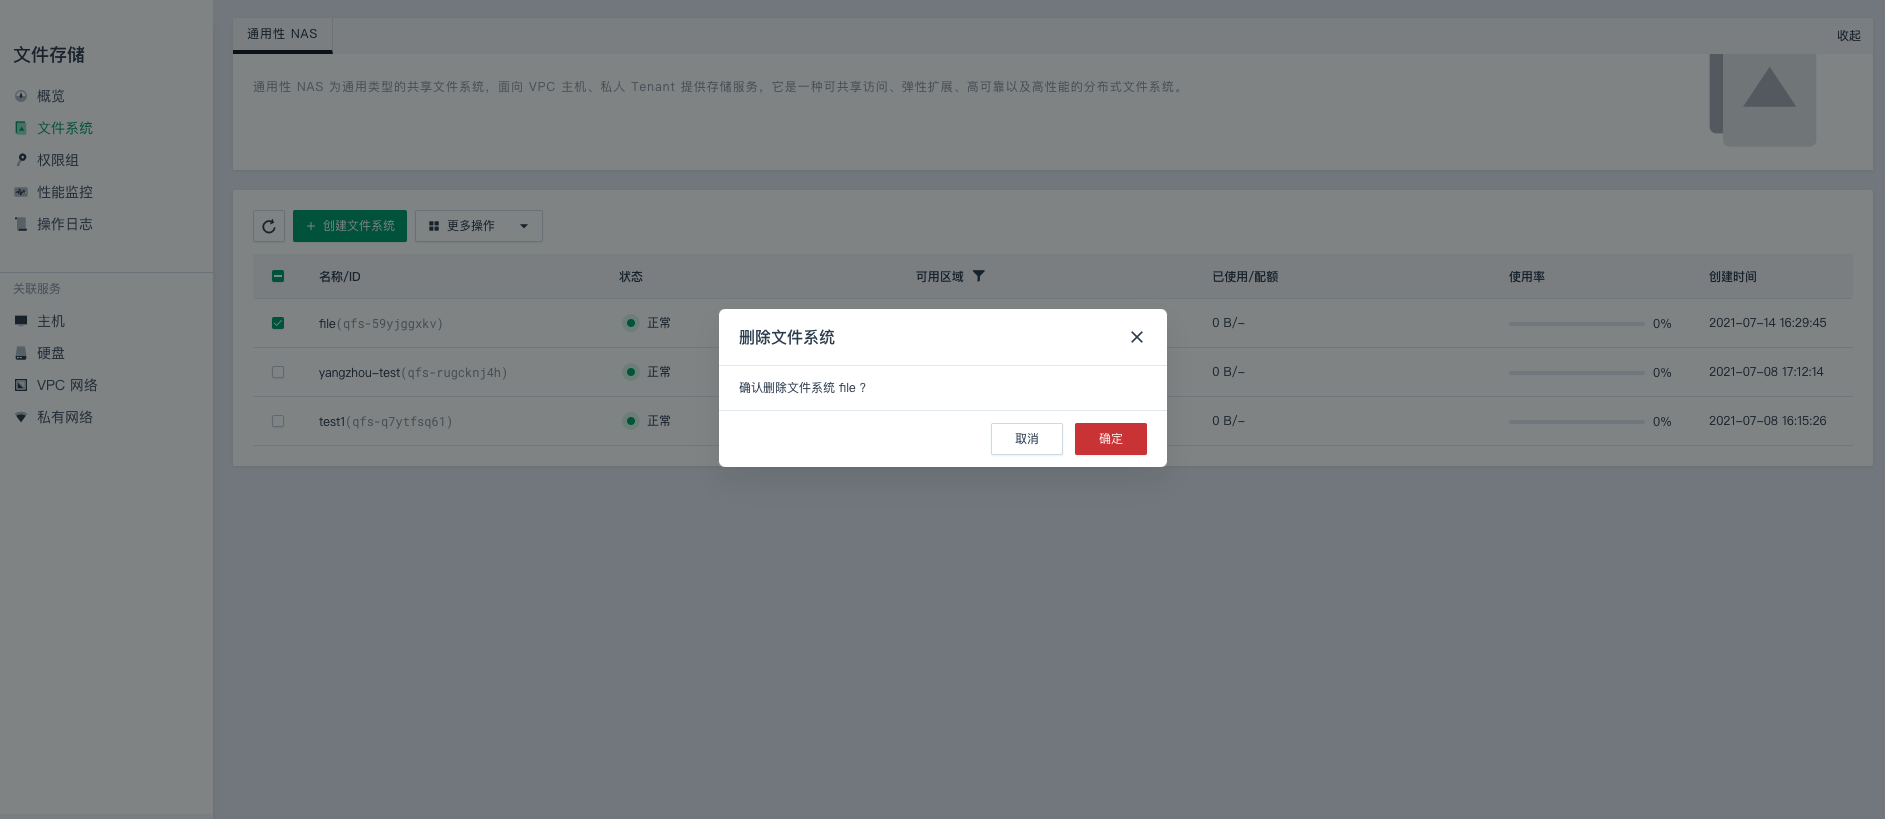 文件存储
概览
文件系统
权限组
性能监控
操作日志
关联服务
主机
硬盘
VPC 网络
私有网络
通用性 NAS
收起
通用性 NAS 为通用类型的共享文件系统，面向 VPC 主机、私人 Tenant 提供存储服务，它是一种可共享访问、弹性扩展、高可靠以及高性能的分布式文件系统。
创建文件系统
更多操作
名称/ID 状态 可用区域 已使用/配额 使用率 创建时间
file(qfs-59yjggxkv) 正常 0 B/- 0% 2021-07-14 16:29:45
yangzhou-test(qfs-rugcknj4h) 正常 0 B/- 0% 2021-07-08 17:12:14
test1(qfs-q7ytfsq61) 正常 0 B/- 0% 2021-07-08 16:15:26
删除文件系统
确认删除文件系统 file ?
取消
确定